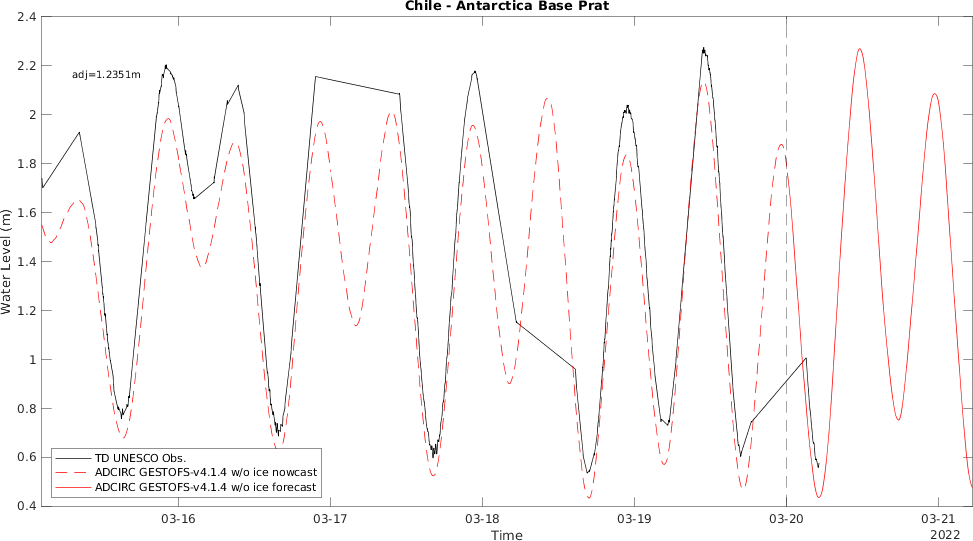 Chile - Antarctica Base Prat
2.4
2.2
2
1.8
1.6
1.4
1.2
1
0.8
0.6
0.4
Water Level (m)
adj=1.2351m
TD UNESCO Obs.
ADCIRC GESTOFS-v4.1.4 w/o ice nowcast
ADCIRC GESTOFS-v4.1.4 w/o ice forecast
03-16 03-17 03-18 03-19 03-20 03-21
Time
2022